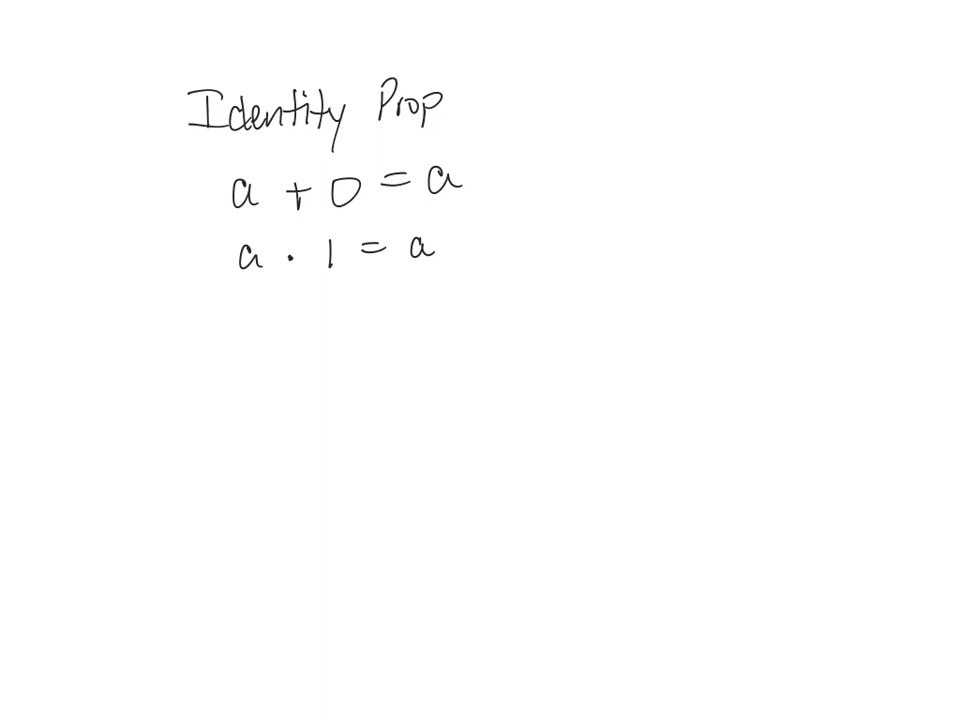 Identity Prop
a + 0 = a
a · 1 = a